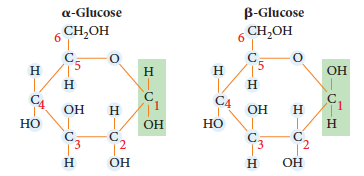 α-Glucose β-Glucose
6 CH₂OH 6 CH₂OH
C 5 O C 5 O
H H H OH
H H H
C 4 C 1 C 4 C 1
OH H OH H
HO OH HO H
C 3 C 2 C 3 C 2
H OH H OH